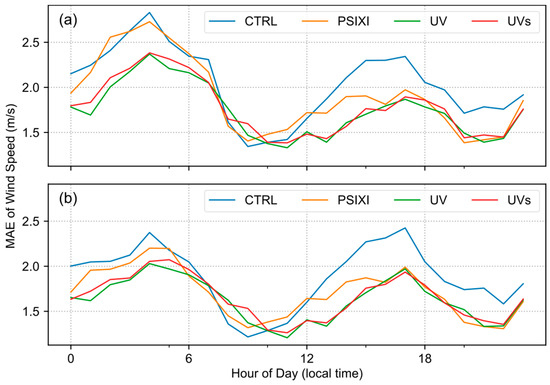 (a) CTRL PSIXI UV UVs
2.5
2.0
1.5
MAE of Wind Speed (m/s)
(b) CTRL PSIXI UV UVs
2.5
2.0
1.5
0 6 12 18
Hour of Day (local time)